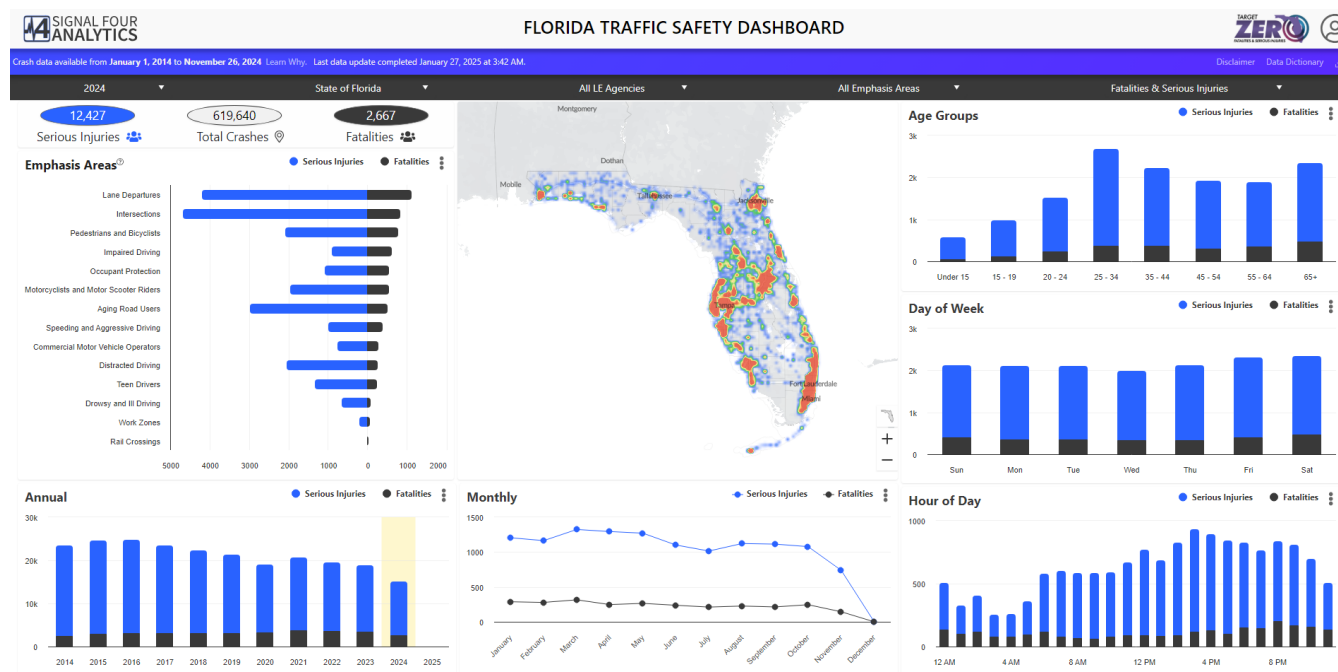 SIGNAL FOUR
ANALYTICS
FLORIDA TRAFFIC SAFETY DASHBOARD
TARGET
ZERO
FATALITIES & SERIOUS INJURIES
Crash data available from January 1, 2014 to November 26, 2024 Learn Why. Last data update completed January 27, 2025 at 3:42 AM.
Disclaimer Data Dictionary
2024 State of Florida All LE Agencies All Emphasis Areas Fatalities & Serious Injuries
12,427 619,640 2,667
Serious Injuries Total Crashes Fatalities
Emphasis Areas
Serious Injuries Fatalities
Lane Departures
Intersections
Pedestrians and Bicyclists
Impaired Driving
Occupant Protection
Motorcyclists and Motor Scooter Riders
Aging Road Users
Speeding and Aggressive Driving
Commercial Motor Vehicle Operators
Distracted Driving
Teen Drivers
Drowsy and Ill Driving
Work Zones
Rail Crossings
5000 4000 3000 2000 1000 0 1000 2000
Montgomery
Dothan
Mobile
Tallahassee
Jacksonville
Tampa
Fort Lauderdale
Miami
+
−
Age Groups
Serious Injuries Fatalities
3k
2k
1k
0
Under 15 15 - 19 20 - 24 25 - 34 35 - 44 45 - 54 55 - 64 65+
Day of Week
Serious Injuries Fatalities
3k
2k
1k
0
Sun Mon Tue Wed Thu Fri Sat
Annual
Serious Injuries Fatalities
30k
20k
10k
0
2014 2015 2016 2017 2018 2019 2020 2021 2022 2023 2024 2025
Monthly
Serious Injuries Fatalities
1500
1000
500
0
January February March April May June July August September October November December
Hour of Day
Serious Injuries Fatalities
1000
500
0
12 AM 4 AM 8 AM 12 PM 4 PM 8 PM